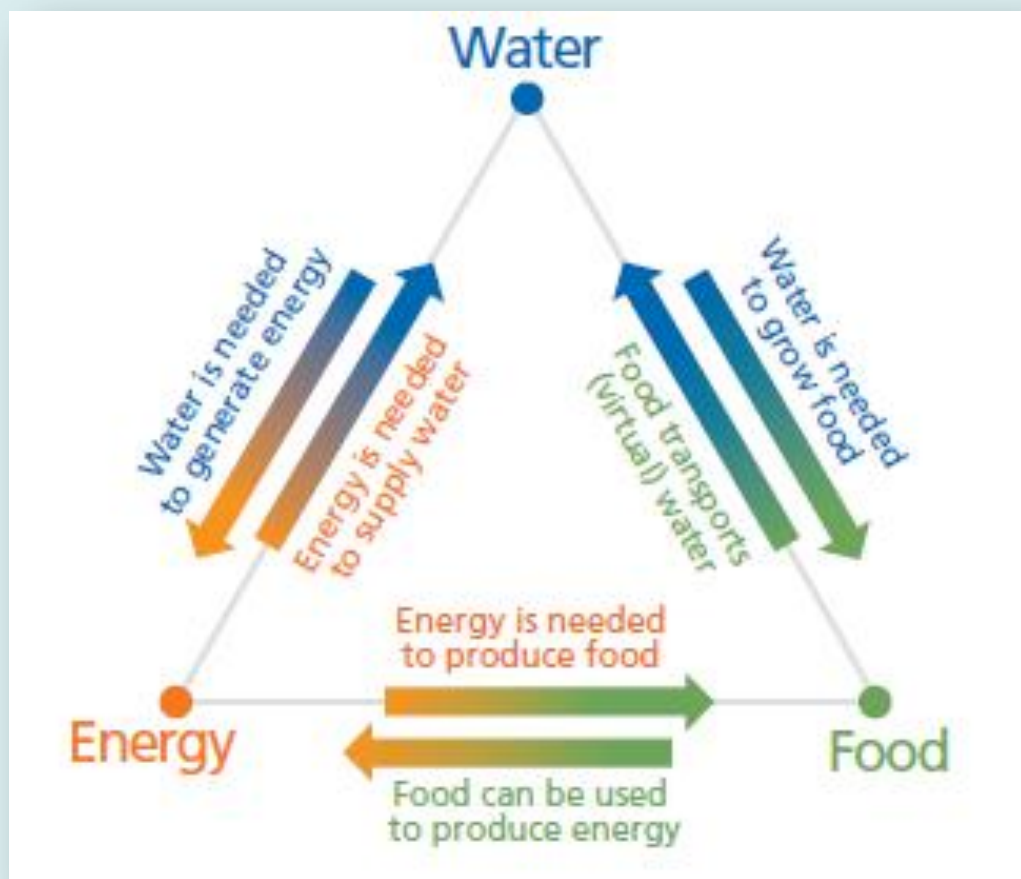 Water
Water is needed
to generate energy
Energy is needed
to supply water
Food transports
(virtual) water
Water is needed
to grow food
Energy is needed
to produce food
Energy
Food
Food can be used
to produce energy